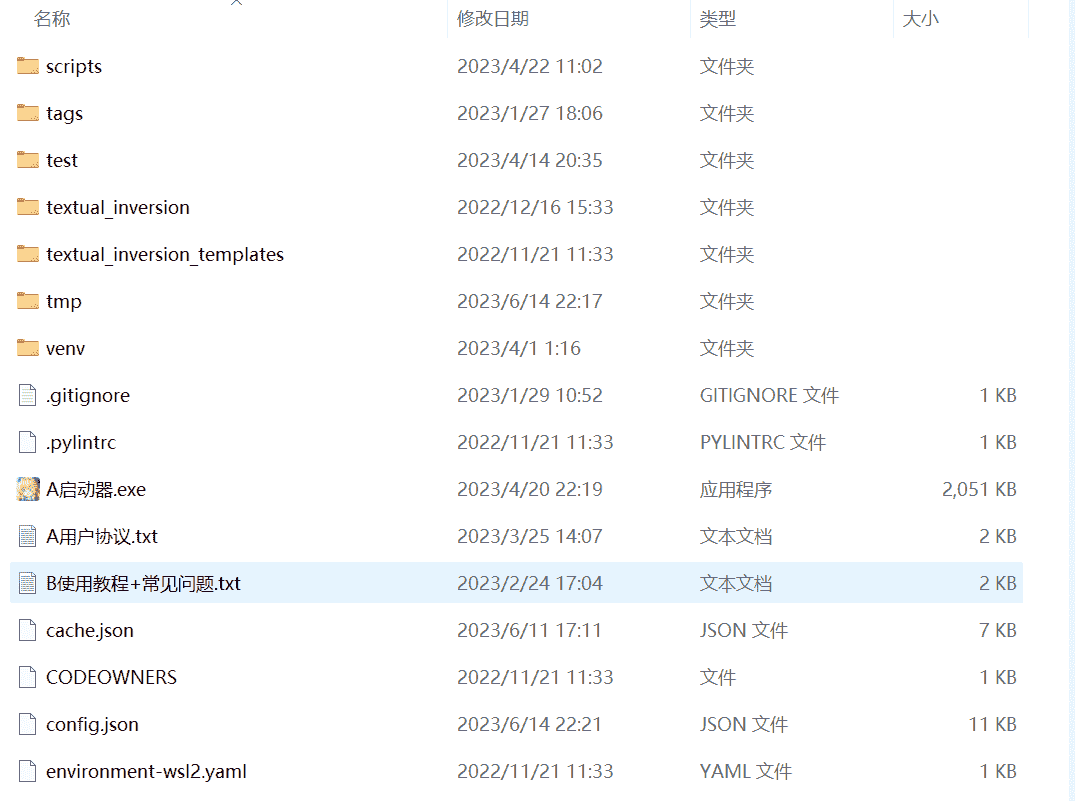 名称 修改日期 类型 大小
scripts 2023/4/22 11:02 文件夹
tags 2023/1/27 18:06 文件夹
test 2023/4/14 20:35 文件夹
textual_inversion 2022/12/16 15:33 文件夹
textual_inversion_templates 2022/11/21 11:33 文件夹
tmp 2023/6/14 22:17 文件夹
venv 2023/4/1 1:16 文件夹
.gitignore 2023/1/29 10:52 GITIGNORE 文件 1 KB
.pylintrc 2022/11/21 11:33 PYLINTRC 文件 1 KB
A启动器.exe 2023/4/20 22:19 应用程序 2,051 KB
A用户协议.txt 2023/3/25 14:07 文本文档 2 KB
B使用教程+常见问题.txt 2023/2/24 17:04 文本文档 2 KB
cache.json 2023/6/11 17:11 JSON 文件 7 KB
CODEOWNERS 2022/11/21 11:33 文件 1 KB
config.json 2023/6/14 22:21 JSON 文件 11 KB
environment-wsl2.yaml 2022/11/21 11:33 YAML 文件 1 KB